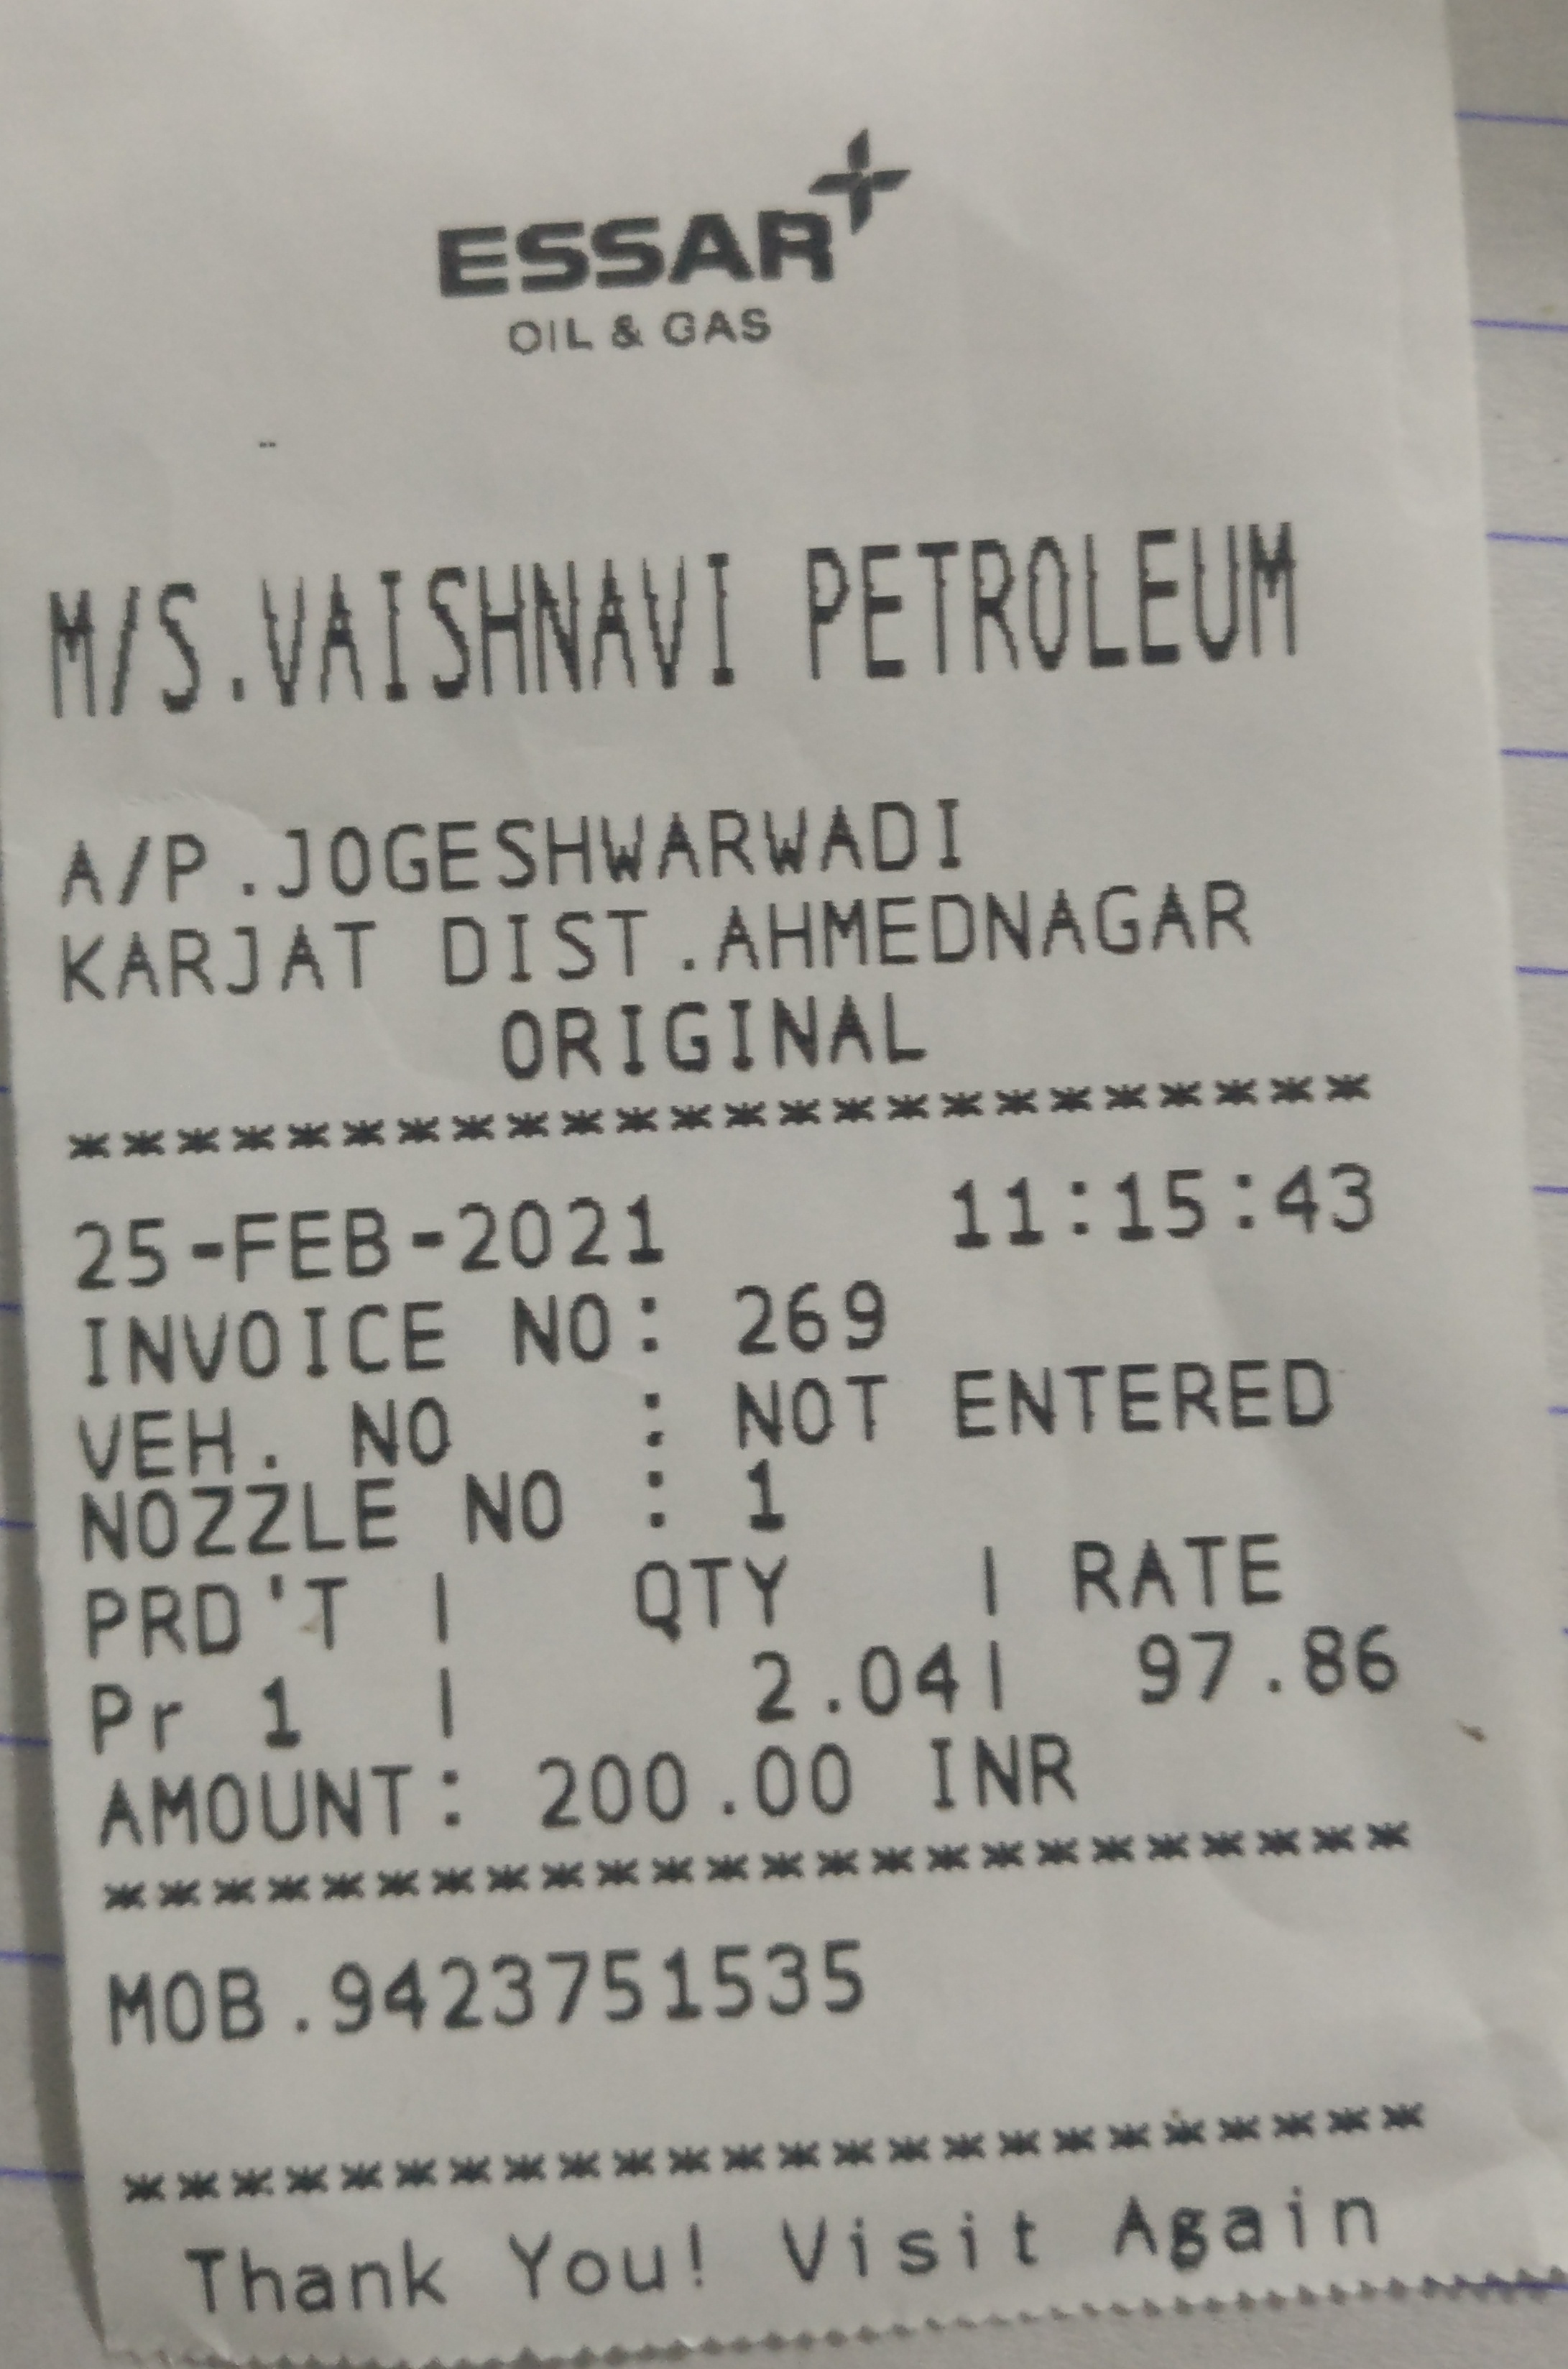 ESSAR
OIL & GAS
M/S.VAISHNAVI PETROLEUM
A/P.JOGESHWARWADI
KARJAT DIST.AHMEDNAGAR
ORIGINAL
************************
25-FEB-2021 11:15:43
INVOICE NO: 269
VEH. NO : NOT ENTERED
NOZZLE NO : 1
PRD'T | QTY | RATE
Pr 1 | 2.04| 97.86
AMOUNT: 200.00 INR
************************
MOB.9423751535
************************
Thank You! Visit Again